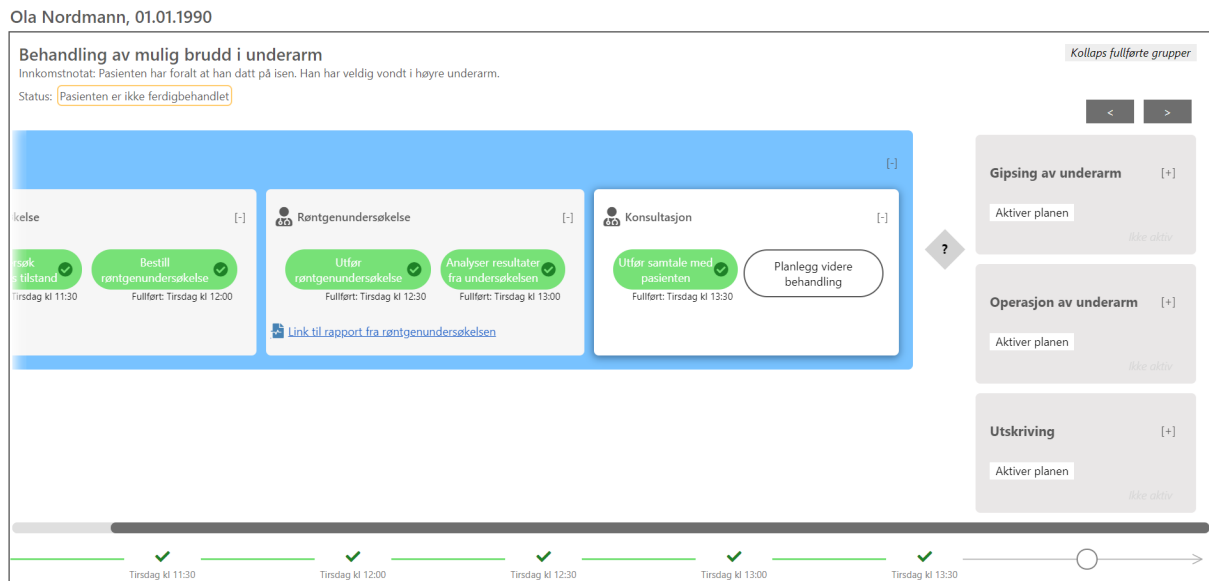 Ola Nordmann, 01.01.1990
Behandling av mulig brudd i underarm
Kollaps fullførte grupper
Innkomstnotat: Pasienten har foralt at han datt på isen. Han har veldig vondt i høyre underarm.
Status: Pasienten er ikke ferdigbehandlet
< >
[-]
[-]
tilstand
Tirsdag kl 11:30
Bestill
røntgenundersøkelse
Fullført: Tirsdag kl 12:00
Røntgenundersøkelse [-]
Utfør
røntgenundersøkelse
Fullført: Tirsdag kl 12:30
Analyser resultater
fra undersøkelsen
Fullført: Tirsdag kl 13:00
Link til rapport fra røntgenundersøkelsen
Konsultasjon [-]
Utfør samtale med
pasienten
Fullført: Tirsdag kl 13:30
Planlegg videre
behandling
?
Gipsing av underarm [+]
Aktiver planen
Ikke aktiv
Operasjon av underarm [+]
Aktiver planen
Ikke aktiv
Utskriving [+]
Aktiver planen
Ikke aktiv
Tirsdag kl 11:30
Tirsdag kl 12:00
Tirsdag kl 12:30
Tirsdag kl 13:00
Tirsdag kl 13:30